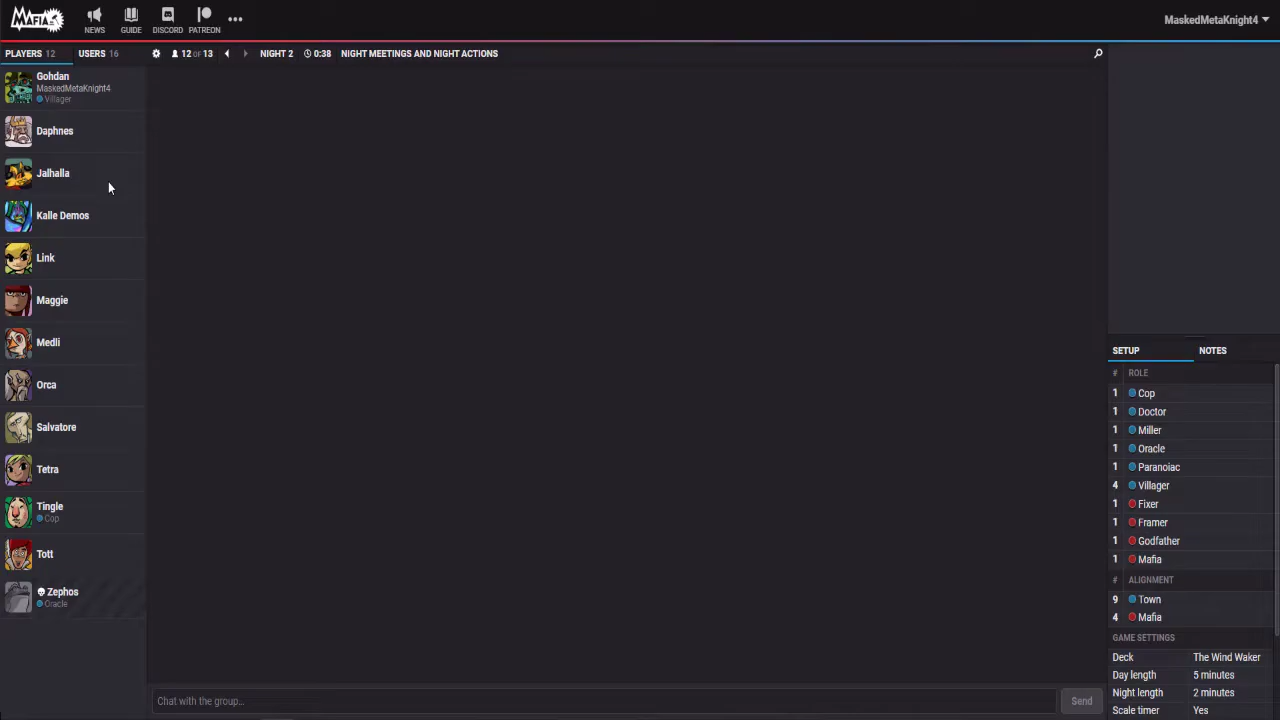 MAFIA
NEWS
GUIDE
DISCORD
PATREON
MaskedMetaKnight4
PLAYERS 12
USERS 16
12 OF 13
NIGHT 2
0:38
NIGHT MEETINGS AND NIGHT ACTIONS
Gohdan
MaskedMetaKnight4
Villager
Daphnes
Jalhalla
Kalle Demos
Link
Maggie
Medli
Orca
Salvatore
Tetra
Tingle
Cop
Tott
Zephos
Oracle
Chat with the group...
Send
SETUP
NOTES
# ROLE
1 Cop
1 Doctor
1 Miller
1 Oracle
1 Paranoiac
4 Villager
1 Fixer
1 Framer
1 Godfather
1 Mafia
# ALIGNMENT
9 Town
4 Mafia
GAME SETTINGS
Deck The Wind Waker
Day length 5 minutes
Night length 2 minutes
Scale timer Yes